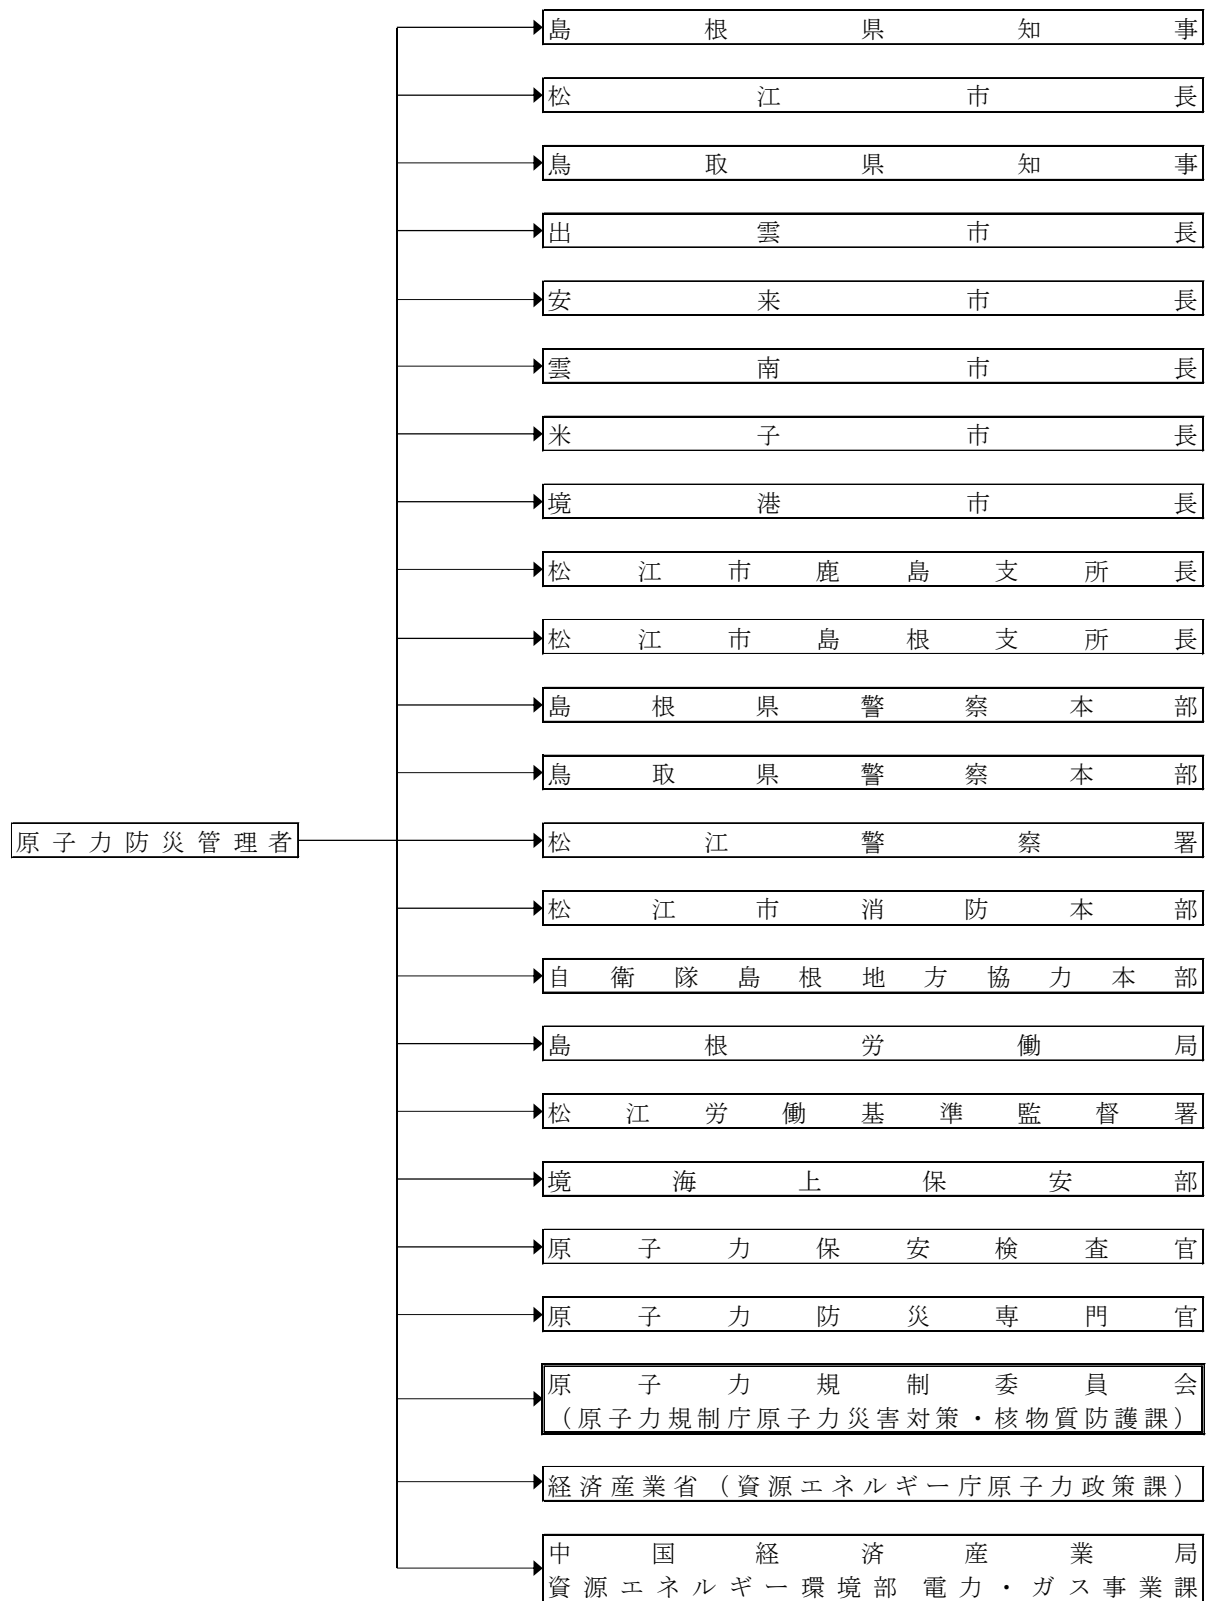 島根県知事
松江市長
鳥取県知事
出雲市長
安来市長
雲南市長
米子市長
境港市長
松江市鹿島支所長
松江市島根支所長
島根県警察本部
鳥取県警察本部
原子力防災管理者
松江警察署
松江市消防本部
自衛隊島根地方協力本部
島根労働局
松江労働基準監督署
境海上保安部
原子力保安検査官
原子力防災専門官
原子力規制委員会
（原子力規制庁原子力災害対策・核物質防護課）
経済産業省（資源エネルギー庁原子力政策課）
中国経済産業局
資源エネルギー環境部 電力・ガス事業課